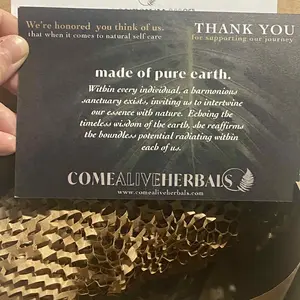 We're honored you think of us.
that when it comes to natural self care
THANK YOU
for supporting our journey
made of pure earth.
Within every individual, a harmonious
sanctuary exists, inviting us to intertwine
our essence with nature. Echoing the
timeless wisdom of the earth, she reaffirms
the boundless potential radiating within
each of us.
COMEALIVEHERBALS
www.comealiveherbals.com